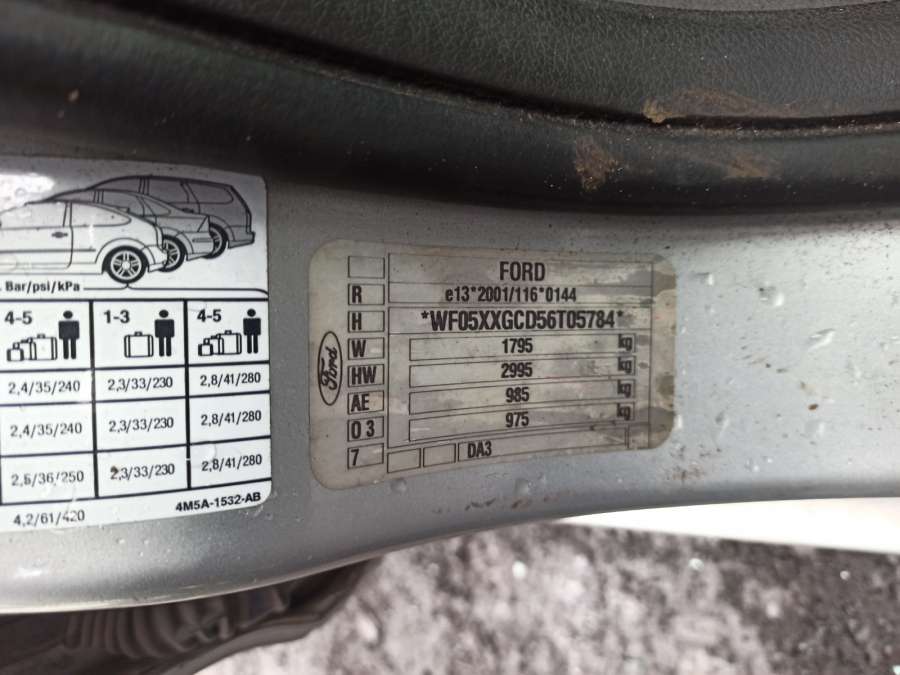 Bar/psi/kPa
4-5 1-3 4-5
2,4/35/240 2,3/33/230 2,8/41/280
2,4/35/240 2,3/33/230 2,8/41/280
2,5/36/250 2,3/33/230 2,8/41/280
4,2/61/420
4M5A-1532-AB
Ford
FORD
R e13*2001/116*0144
H *WF05XXGCD56T05784*
W 1795 kg
HW 2995 kg
AE 985 kg
O 3 975 kg
7 DA3